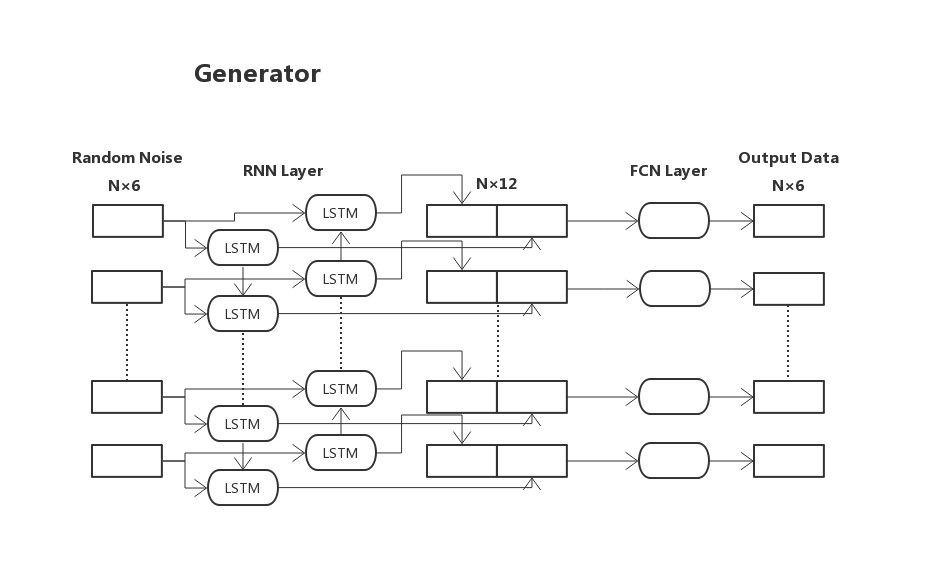 Generator
Random Noise
N×6
RNN Layer
N×12
FCN Layer
Output Data
N×6
LSTM
LSTM
LSTM
LSTM
LSTM
LSTM
LSTM
LSTM